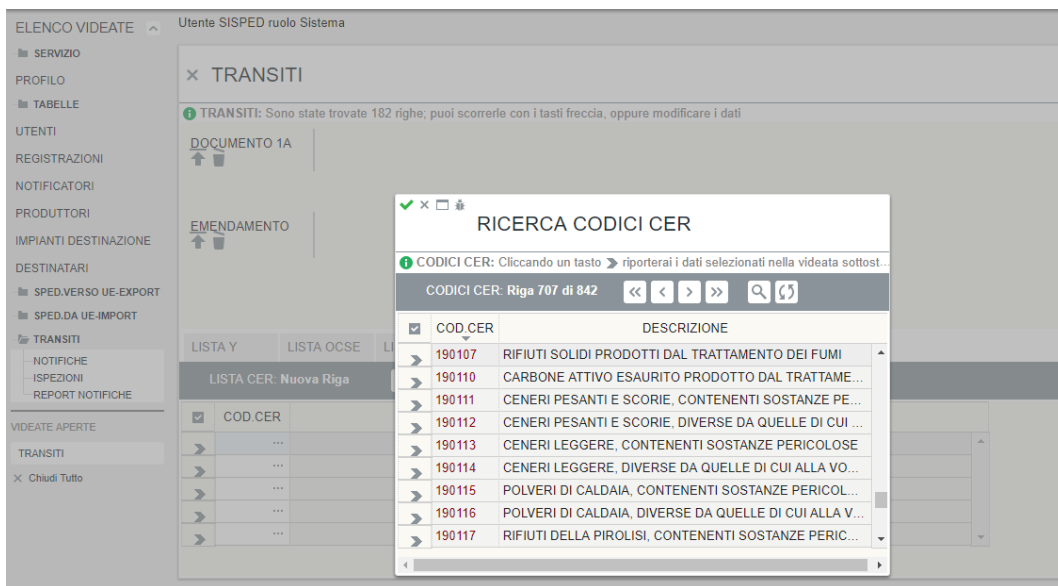 ELENCO VIDEATE
Utente SISPED ruolo Sistema
SERVIZIO
PROFILO
TABELLE
UTENTI
REGISTRAZIONI
NOTIFICATORI
PRODUTTORI
IMPIANTI DESTINAZIONE
DESTINATARI
SPED.VERSO UE-EXPORT
SPED.DA UE-IMPORT
TRANSITI
NOTIFICHE
ISPEZIONI
REPORT NOTIFICHE
VIDEATE APERTE
TRANSITI
Chiudi Tutto
TRANSITI
TRANSITI: Sono state trovate 182 righe; puoi scorrerle con i tasti freccia, oppure modificare i dati
DOCUMENTO 1A
EMENDAMENTO
LISTA Y LISTA OCSE
LISTA CER: Nuova Riga
COD.CER
...
...
...
...
...
RICERCA CODICI CER
CODICI CER: Cliccando un tasto riporterai i dati selezionati nella videata sottost...
CODICI CER: Riga 707 di 842
COD.CER DESCRIZIONE
190107 RIFIUTI SOLIDI PRODOTTI DAL TRATTAMENTO DEI FUMI
190110 CARBONE ATTIVO ESAURITO PRODOTTO DAL TRATTAME...
190111 CENERI PESANTI E SCORIE, CONTENENTI SOSTANZE PE...
190112 CENERI PESANTI E SCORIE, DIVERSE DA QUELLE DI CUI ...
190113 CENERI LEGGERE, CONTENENTI SOSTANZE PERICOLOSE
190114 CENERI LEGGERE, DIVERSE DA QUELLE DI CUI ALLA VO...
190115 POLVERI DI CALDAIA, CONTENENTI SOSTANZE PERICOL...
190116 POLVERI DI CALDAIA, DIVERSE DA QUELLE DI CUI ALLA V...
190117 RIFIUTI DELLA PIROLISI, CONTENENTI SOSTANZE PERIC...